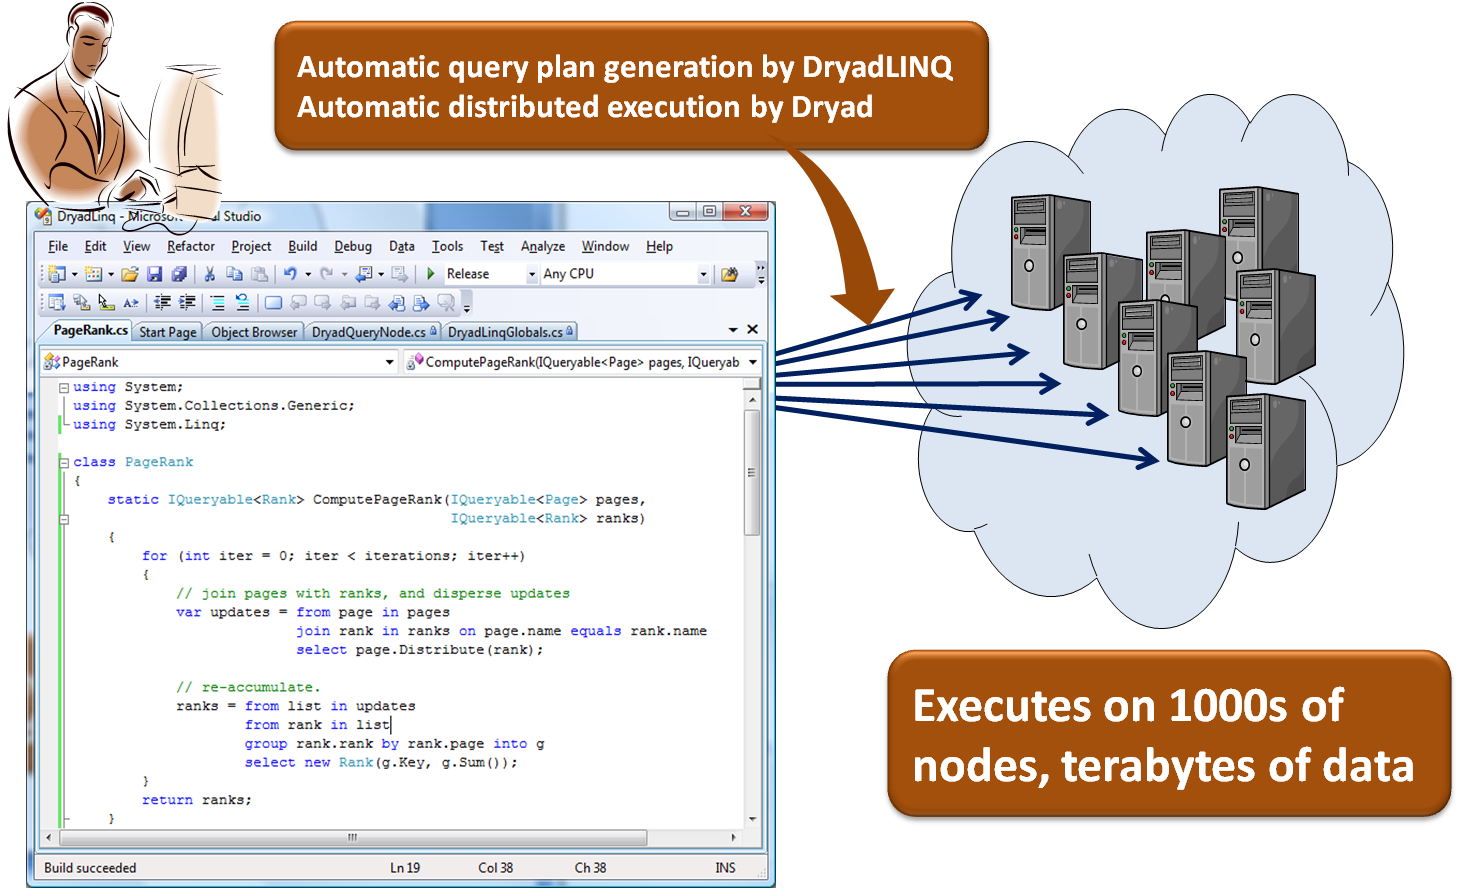 Automatic query plan generation by DryadLINQ
Automatic distributed execution by Dryad
DryadLinq - Microsoft Studio
File Edit View Refactor Project Build Debug Data Tools Test Analyze Window Help
Release Any CPU
PageRank.cs Start Page Object Browser DryadQueryNode.cs DryadLinqGlobals.cs
PageRank ComputePageRank(IQueryable<Page> pages, IQueryab
using System;
using System.Collections.Generic;
using System.Linq;
class PageRank
{
static IQueryable<Rank> ComputePageRank(IQueryable<Page> pages,
IQueryable<Rank> ranks)
{
for (int iter = 0; iter < iterations; iter++)
{
// join pages with ranks, and disperse updates
var updates = from page in pages
join rank in ranks on page.name equals rank.name
select page.Distribute(rank);
// re-accumulate.
ranks = from list in updates
from rank in list
group rank.rank by rank.page into g
select new Rank(g.Key, g.Sum());
}
return ranks;
}
Build succeeded Ln 19 Col 38 Ch 38 INS
Executes on 1000s of
nodes, terabytes of data